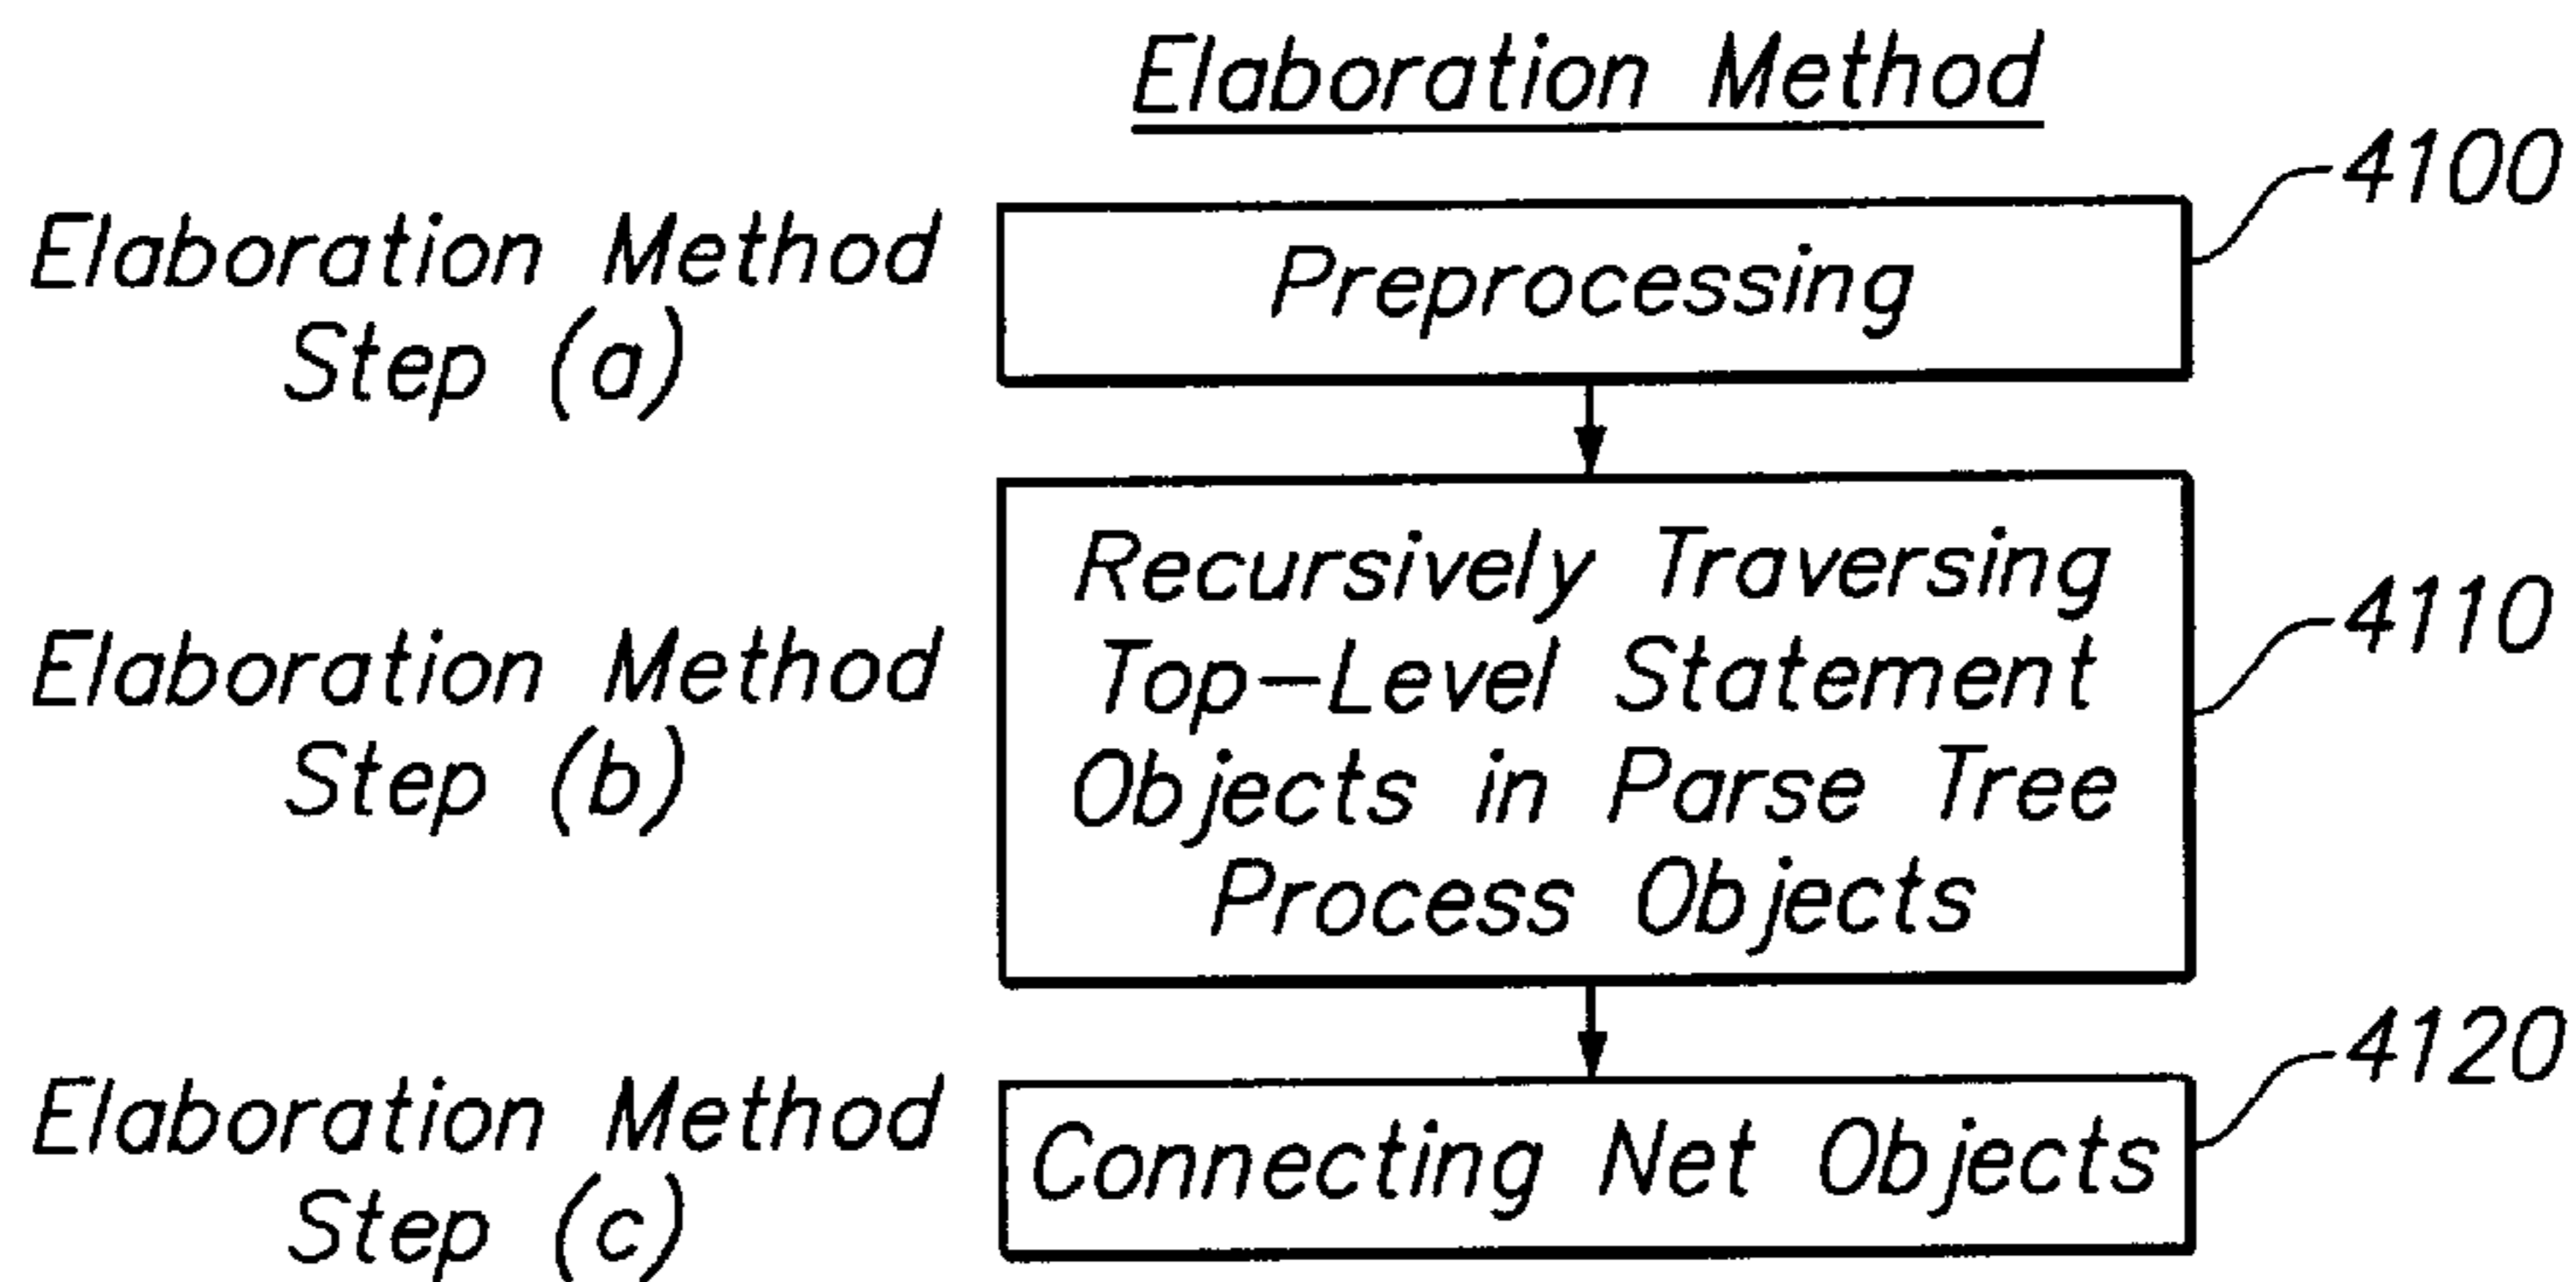 Elaboration Method
4100
Elaboration Method
Step (a)
Preprocessing
Elaboration Method
Step (b)
Recursively Traversing
Top-Level Statement
Objects in Parse Tree
Process Objects
4110
Elaboration Method
Step (c)
Connecting Net Objects
4120